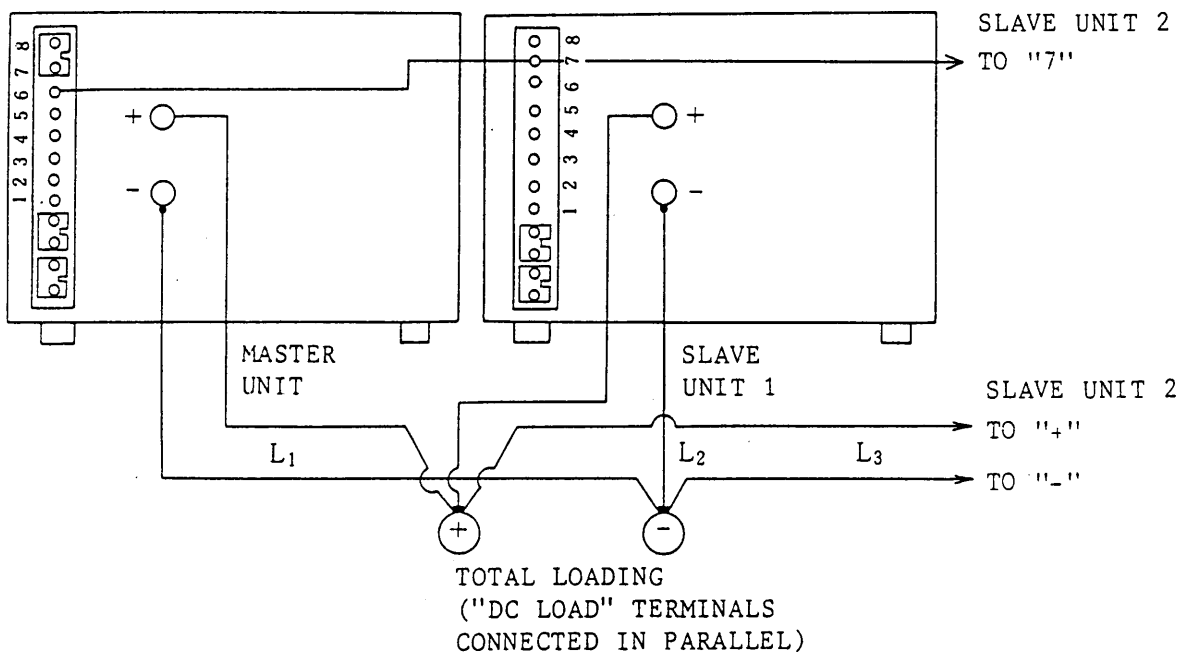 SLAVE UNIT 2
TO "7"
8
7
6
5
4
3
2
1
+
-
8
7
6
5
4
3
2
1
+
-
MASTER
UNIT
SLAVE
UNIT 1
SLAVE UNIT 2
TO "+"
L1
L2
L3
TO "-"
+
-
TOTAL LOADING
("DC LOAD" TERMINALS
CONNECTED IN PARALLEL)